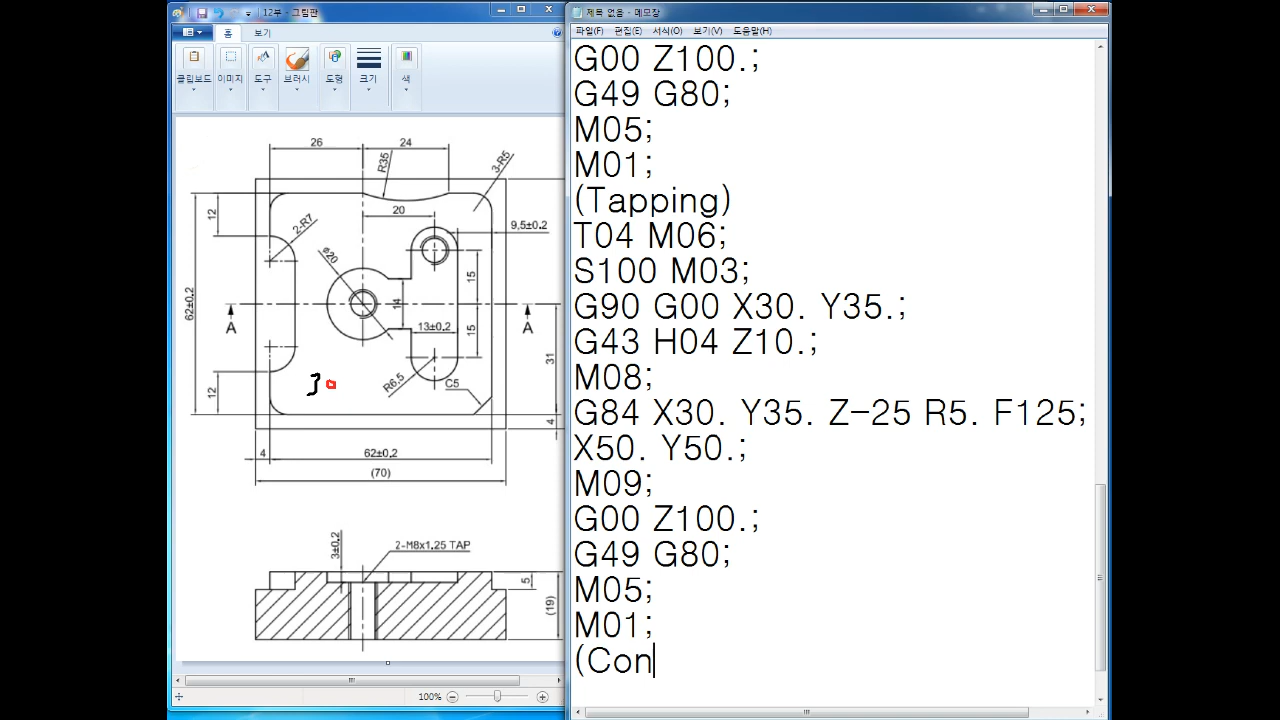 12부 - 그림판
홈 보기
클립보드 이미지 도구 브러시 도형 크기 색
26 24
R35
3-R5
12
2-R7
20
9,5±0.2
ø20
15
62±0.2
14
A A
13±0.2
15
31
R6.5
C5
12
4
4 62±0.2
(70)
3±0.2
2-M8x1.25 TAP
5
(19)
100%
제목 없음 - 메모장
파일(F) 편집(E) 서식(O) 보기(V) 도움말(H)
G00 Z100.;
G49 G80;
M05;
M01;
(Tapping)
T04 M06;
S100 M03;
G90 G00 X30. Y35.;
G43 H04 Z10.;
M08;
G84 X30. Y35. Z-25 R5. F125;
X50. Y50.;
M09;
G00 Z100.;
G49 G80;
M05;
M01;
(Con